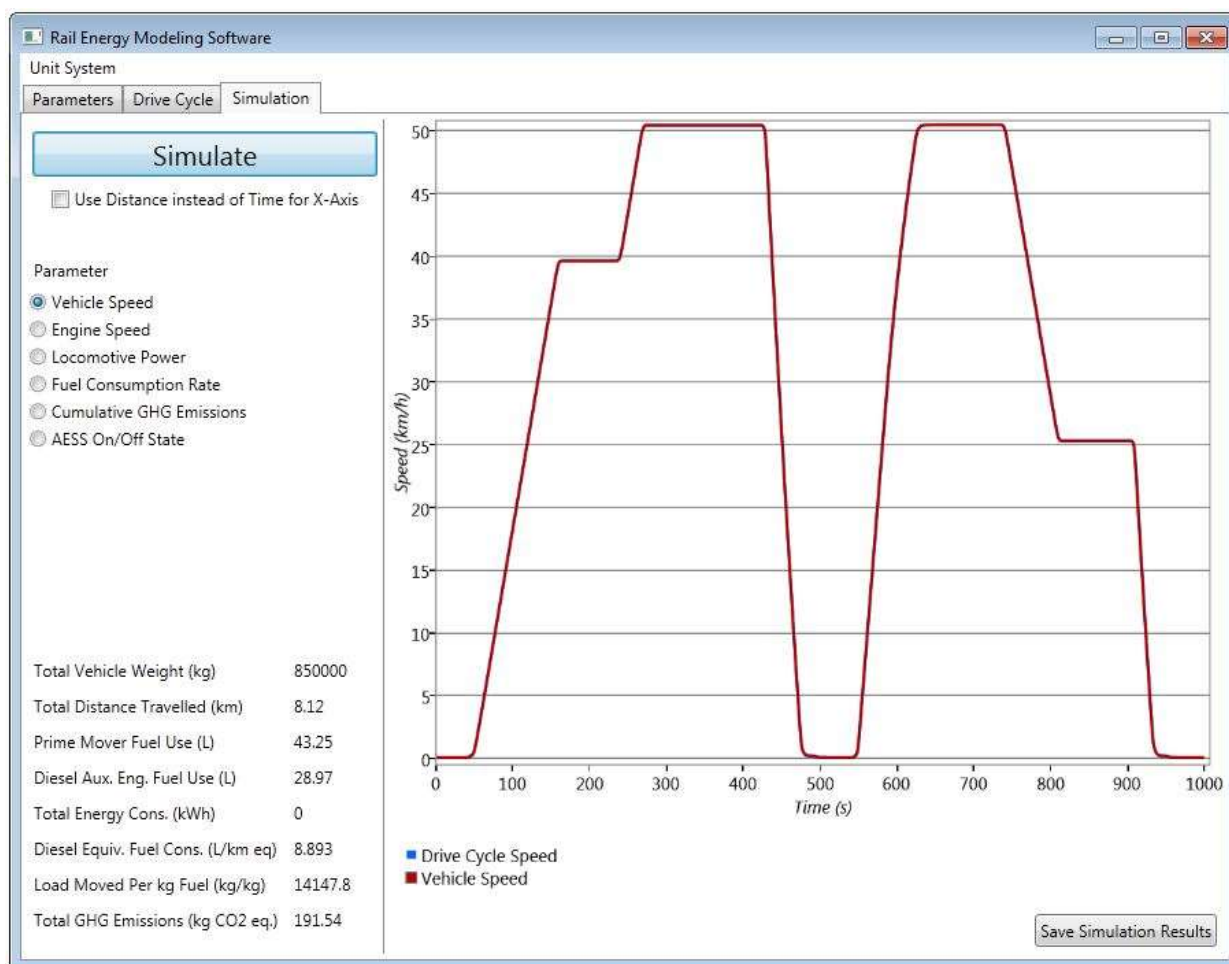 Rail Energy Modeling Software
Unit System
Parameters Drive Cycle Simulation
Simulate
Use Distance instead of Time for X-Axis
Parameter
Vehicle Speed
Engine Speed
Locomotive Power
Fuel Consumption Rate
Cumulative GHG Emissions
AESS On/Off State
Total Vehicle Weight (kg) 850000
Total Distance Travelled (km) 8.12
Prime Mover Fuel Use (L) 43.25
Diesel Aux. Eng. Fuel Use (L) 28.97
Total Energy Cons. (kWh) 0
Diesel Equiv. Fuel Cons. (L/km eq) 8.893
Load Moved Per kg Fuel (kg/kg) 14147.8
Total GHG Emissions (kg CO2 eq.) 191.54
50
45
40
35
30
25
20
15
10
5
0
Speed (km/h)
0 100 200 300 400 500 600 700 800 900 1000
Time (s)
Drive Cycle Speed
Vehicle Speed
Save Simulation Results